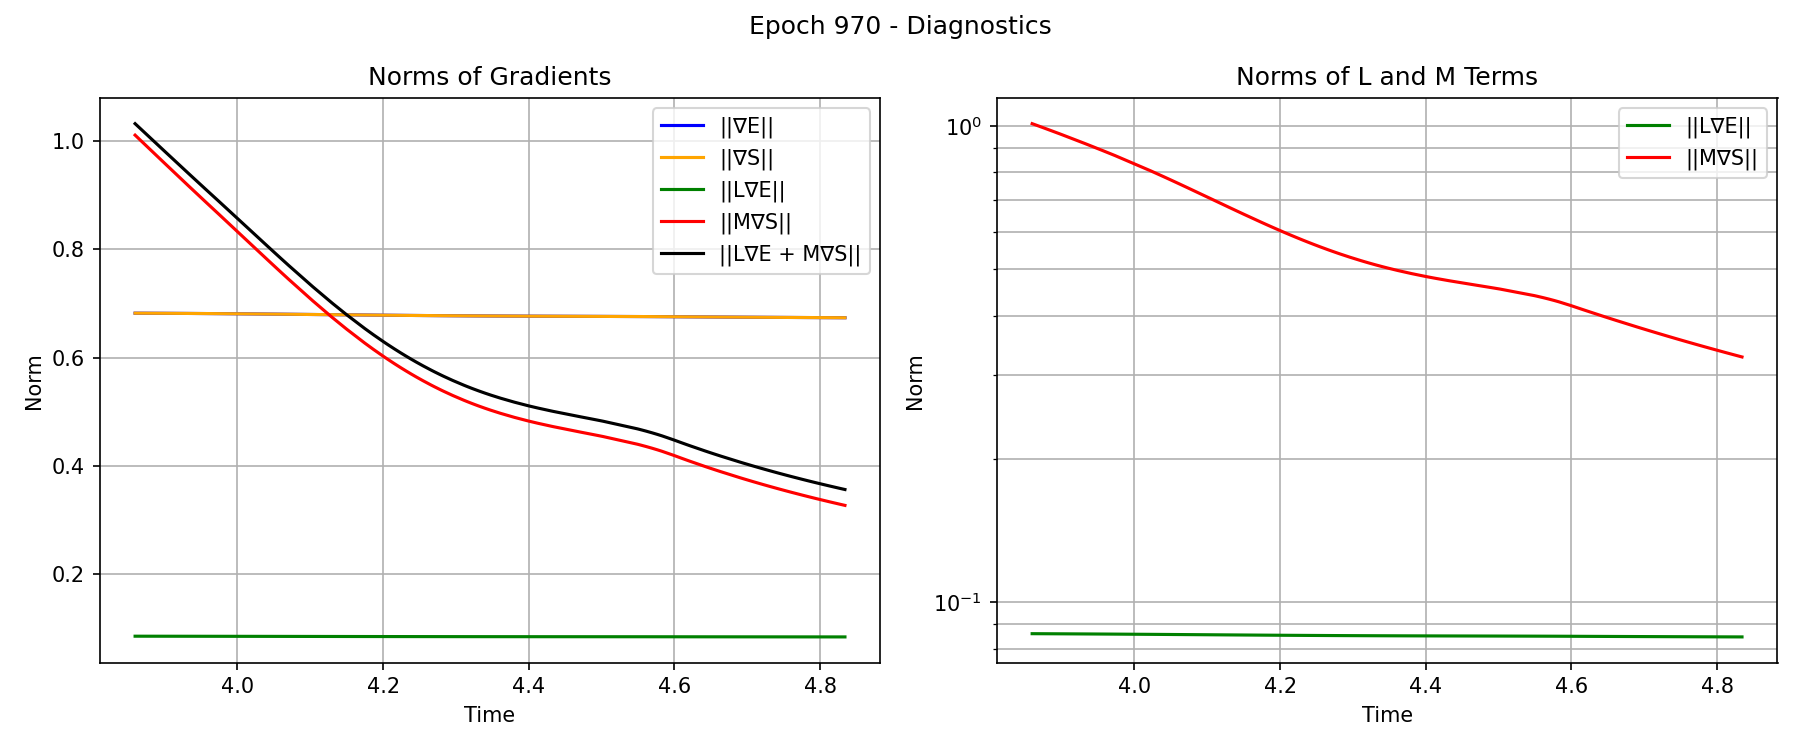 Epoch 970 - Diagnostics
Norms of Gradients
Norm
1.0
0.8
0.6
0.4
0.2
||∇E||
||∇S||
||L∇E||
||M∇S||
||L∇E + M∇S||
4.0 4.2 4.4 4.6 4.8
Time
Norms of L and M Terms
Norm
10⁰
10⁻¹
||L∇E||
||M∇S||
4.0 4.2 4.4 4.6 4.8
Time